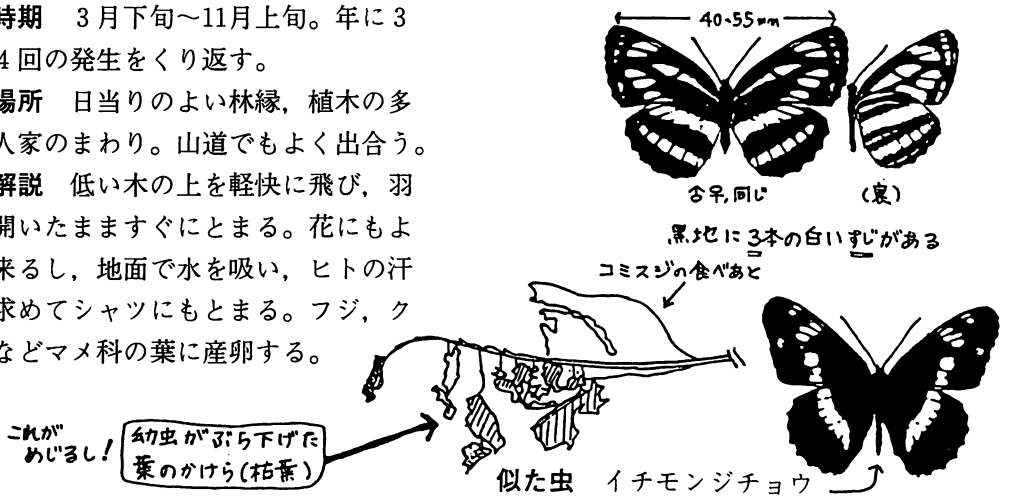 時期　3月下旬～11月上旬。年に3
4回の発生をくり返す。
場所　日当りのよい林縁，植木の多
人家のまわり。山道でもよく出合う。
解説　低い木の上を軽快に飛び，羽
開いたまますぐにとまる。花にもよ
来るし，地面で水を吸い，ヒトの汗
求めてシャツにもとまる。フジ，ク
などマメ科の葉に産卵する。
40-55mm
合早,同じ
(裏)
黒地に3本の白いすじがある
コミスジの食べあと
これが
めじるし!
幼虫がぶら下げた
葉のかけら(枯葉)
似た虫　イチモンジチョウ